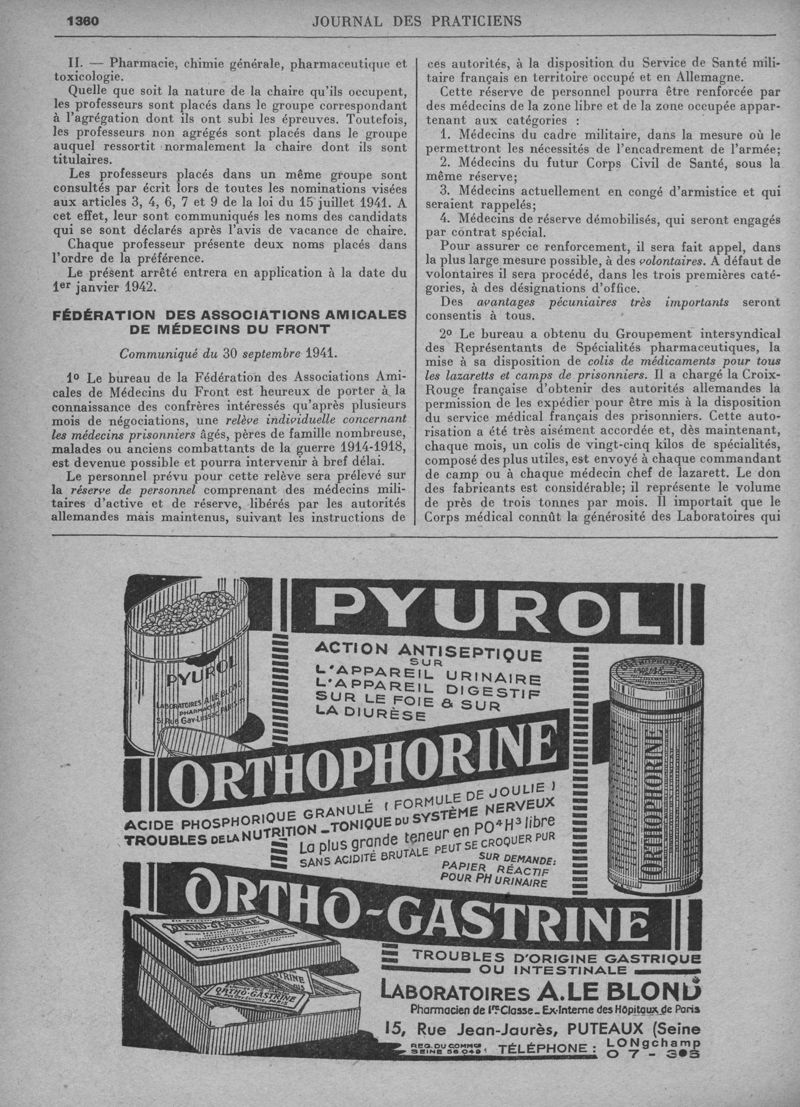 1360
JOURNAL DES PRATICIENS
II. — Pharmacie, chimie générale, pharmaceutique et
toxicologie.
Quelle que soit la nature de la chaire qu'ils occupent,
les professeurs sont placés dans le groupe correspondant
à l'agrégation dont ils ont subi les épreuves. Toutefois,
les professeurs non agrégés sont placés dans le groupe
auquel ressortit normalement la chaire dont ils sont
titulaires.
Les professeurs placés dans un même groupe sont
consultés par écrit lors de toutes les nominations visées
aux articles 3, 4, 6, 7 et 9 de la loi du 15 juillet 1941. A
cet effet, leur sont communiqués les noms des candidats
qui se sont déclarés après l'avis de vacance de chaire.
Chaque professeur présente deux noms placés dans
l'ordre de la préférence.
Le présent arrêté entrera en application à la date du
1er janvier 1942.
FÉDÉRATION DES ASSOCIATIONS AMICALES
DE MÉDECINS DU FRONT
Communiqué du 30 septembre 1941.
1º Le bureau de la Fédération des Associations Ami-
cales de Médecins du Front est heureux de porter à la
connaissance des confrères intéressés qu'après plusieurs
mois de négociations, une relève individuelle concernant
les médecins prisonniers âgés, pères de famille nombreuse,
malades ou anciens combattants de la guerre 1914-1918,
est devenue possible et pourra intervenir à bref délai.
Le personnel prévu pour cette relève sera prélevé sur
la réserve de personnel comprenant des médecins mili-
taires d'active et de réserve, libérés par les autorités
allemandes mais maintenus, suivant les instructions de
ces autorités, à la disposition du Service de Santé mili-
taire français en territoire occupé et en Allemagne.
Cette réserve de personnel pourra être renforcée par
des médecins de la zone libre et de la zone occupée appar-
tenant aux catégories :
1. Médecins du cadre militaire, dans la mesure où le
permettront les nécessités de l'encadrement de l'armée;
2. Médecins du futur Corps Civil de Santé, sous la
même réserve;
3. Médecins actuellement en congé d'armistice et qui
seraient rappelés;
4. Médecins de réserve démobilisés, qui seront engagés
par contrat spécial.
Pour assurer ce renforcement, il sera fait appel, dans
la plus large mesure possible, à des volontaires. A défaut de
volontaires il sera procédé, dans les trois premières caté-
gories, à des désignations d'office.
Des avantages pécuniaires très importants seront
consentis à tous.
2º Le bureau a obtenu du Groupement intersyndical
des Représentants de Spécialités pharmaceutiques, la
mise à sa disposition de colis de médicaments pour tous
les lazaretts et camps de prisonniers. Il a chargé la Croix-
Rouge française d'obtenir des autorités allemandes la
permission de les expédier pour être mis à la disposition
du service médical français des prisonniers. Cette auto-
risation a été très aisément accordée et, dès maintenant,
chaque mois, un colis de vingt-cinq kilos de spécialités,
composé des plus utiles, est envoyé à chaque commandant
de camp ou à chaque médecin chef de lazarett. Le don
des fabricants est considérable; il représente le volume
de près de trois tonnes par mois. Il importait que le
Corps médical connût la générosité des Laboratoires qui
PYUROL
ACTION ANTISEPTIQUE
SUR
L'APPAREIL URINAIRE
L'APPAREIL DIGESTIF
SUR LE FOIE & SUR
LA DIURÈSE
PYUROL
LABORATOIRES A. LE BLOND
PHARMACIEN
Rue Gay-Lussac, PARIS
ORTHOPHORINE
ORTHOPHORINE
ORTHOPHORINE
ACIDE PHOSPHORIQUE GRANULÉ (FORMULE DE JOULIE)
TROUBLES DE LA NUTRITION - TONIQUE DU SYSTÈME NERVEUX
La plus grande teneur en PO⁴H³ libre
SANS ACIDITÉ BRUTALE PEUT SE CROQUER PUR
SUR DEMANDE:
PAPIER RÉACTIF
POUR PH URINAIRE
ORTHO-GASTRINE
ORTHO-GASTRINE
ORTHO-GASTRINE
TROUBLES D'ORIGINE GASTRIQUE
OU INTESTINALE
LABORATOIRES A. LE BLOND
Pharmacien de 1re Classe - Ex-Interne des Hôpitaux de Paris
15, Rue Jean-Jaurès, PUTEAUX (Seine
REG. DU COMMCE
SEINE 56.049
TÉLÉPHONE :
LONgchamp
07-303